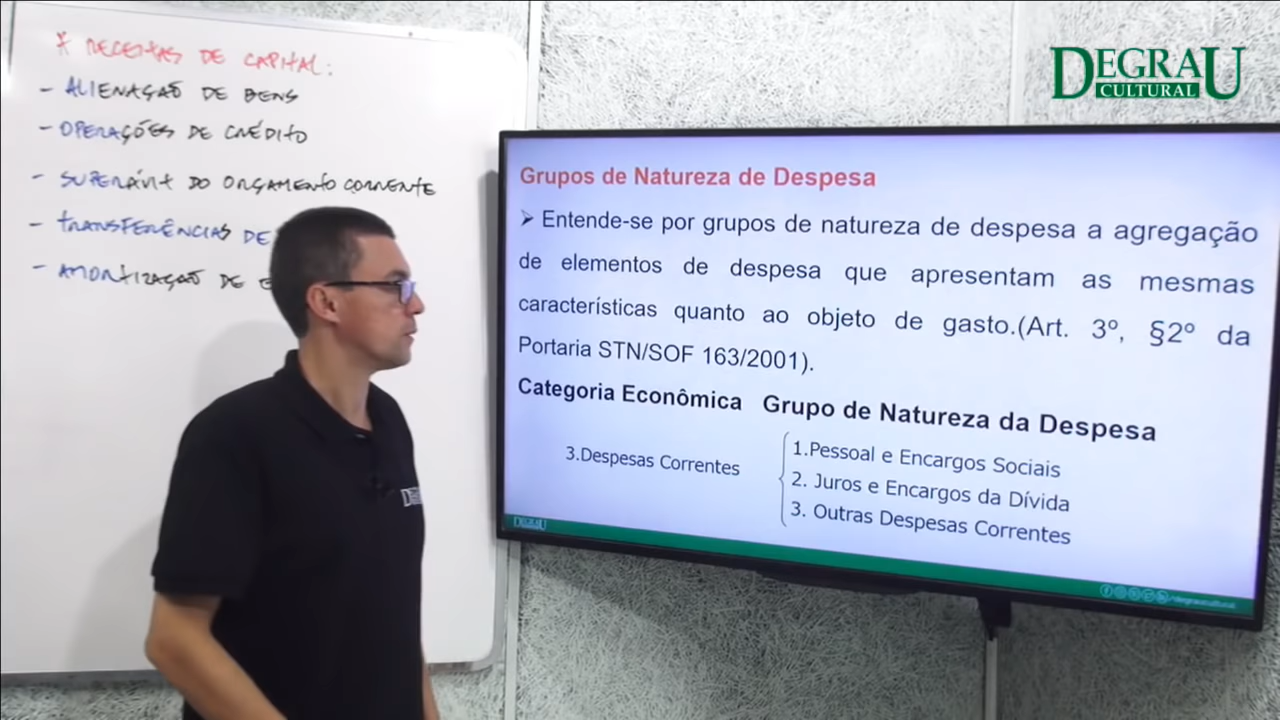 * RECEITAS DE CAPITAL:
- ALIENAÇÃO DE BENS
- OPERAÇÕES DE CRÉDITO
- SUPERÁVIT DO ORÇAMENTO CORRENTE
- TRANSFERÊNCIAS DE
- AMORTIZAÇÃO DE
DEGRAU
CULTURAL
Grupos de Natureza de Despesa
➢ Entende-se por grupos de natureza de despesa a agregação
de elementos de despesa que apresentam as mesmas
características quanto ao objeto de gasto.(Art. 3º, §2º da
Portaria STN/SOF 163/2001).
Categoria Econômica Grupo de Natureza da Despesa
3.Despesas Correntes
1.Pessoal e Encargos Sociais
2. Juros e Encargos da Dívida
3. Outras Despesas Correntes
DEGRAU